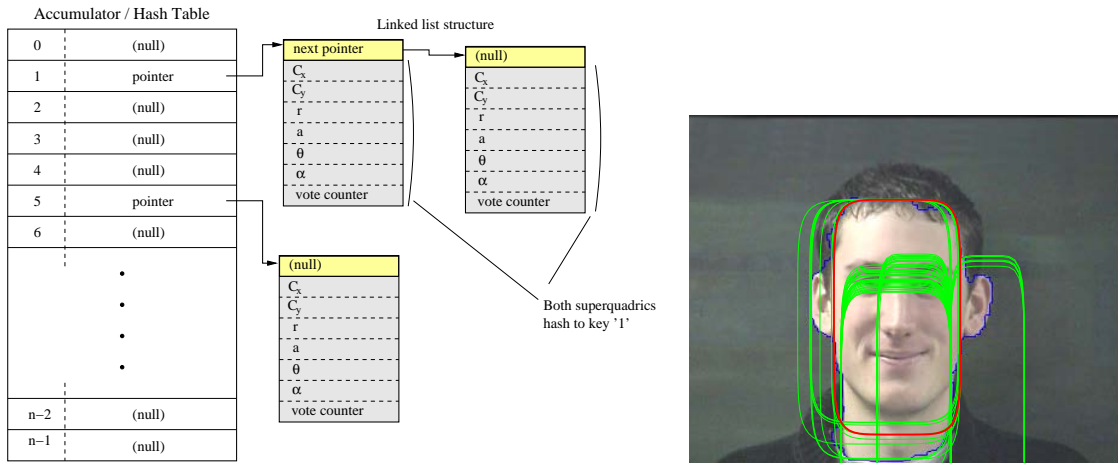 Accumulator / Hash Table
0 (null)
1 pointer
2 (null)
3 (null)
4 (null)
5 pointer
6 (null)
n−2 (null)
n−1 (null)
Linked list structure
next pointer
Cx
Cy
r
a
θ
α
vote counter
(null)
Cx
Cy
r
a
θ
α
vote counter
(null)
Cx
Cy
r
a
θ
α
vote counter
Both superquadrics
hash to key ’1’